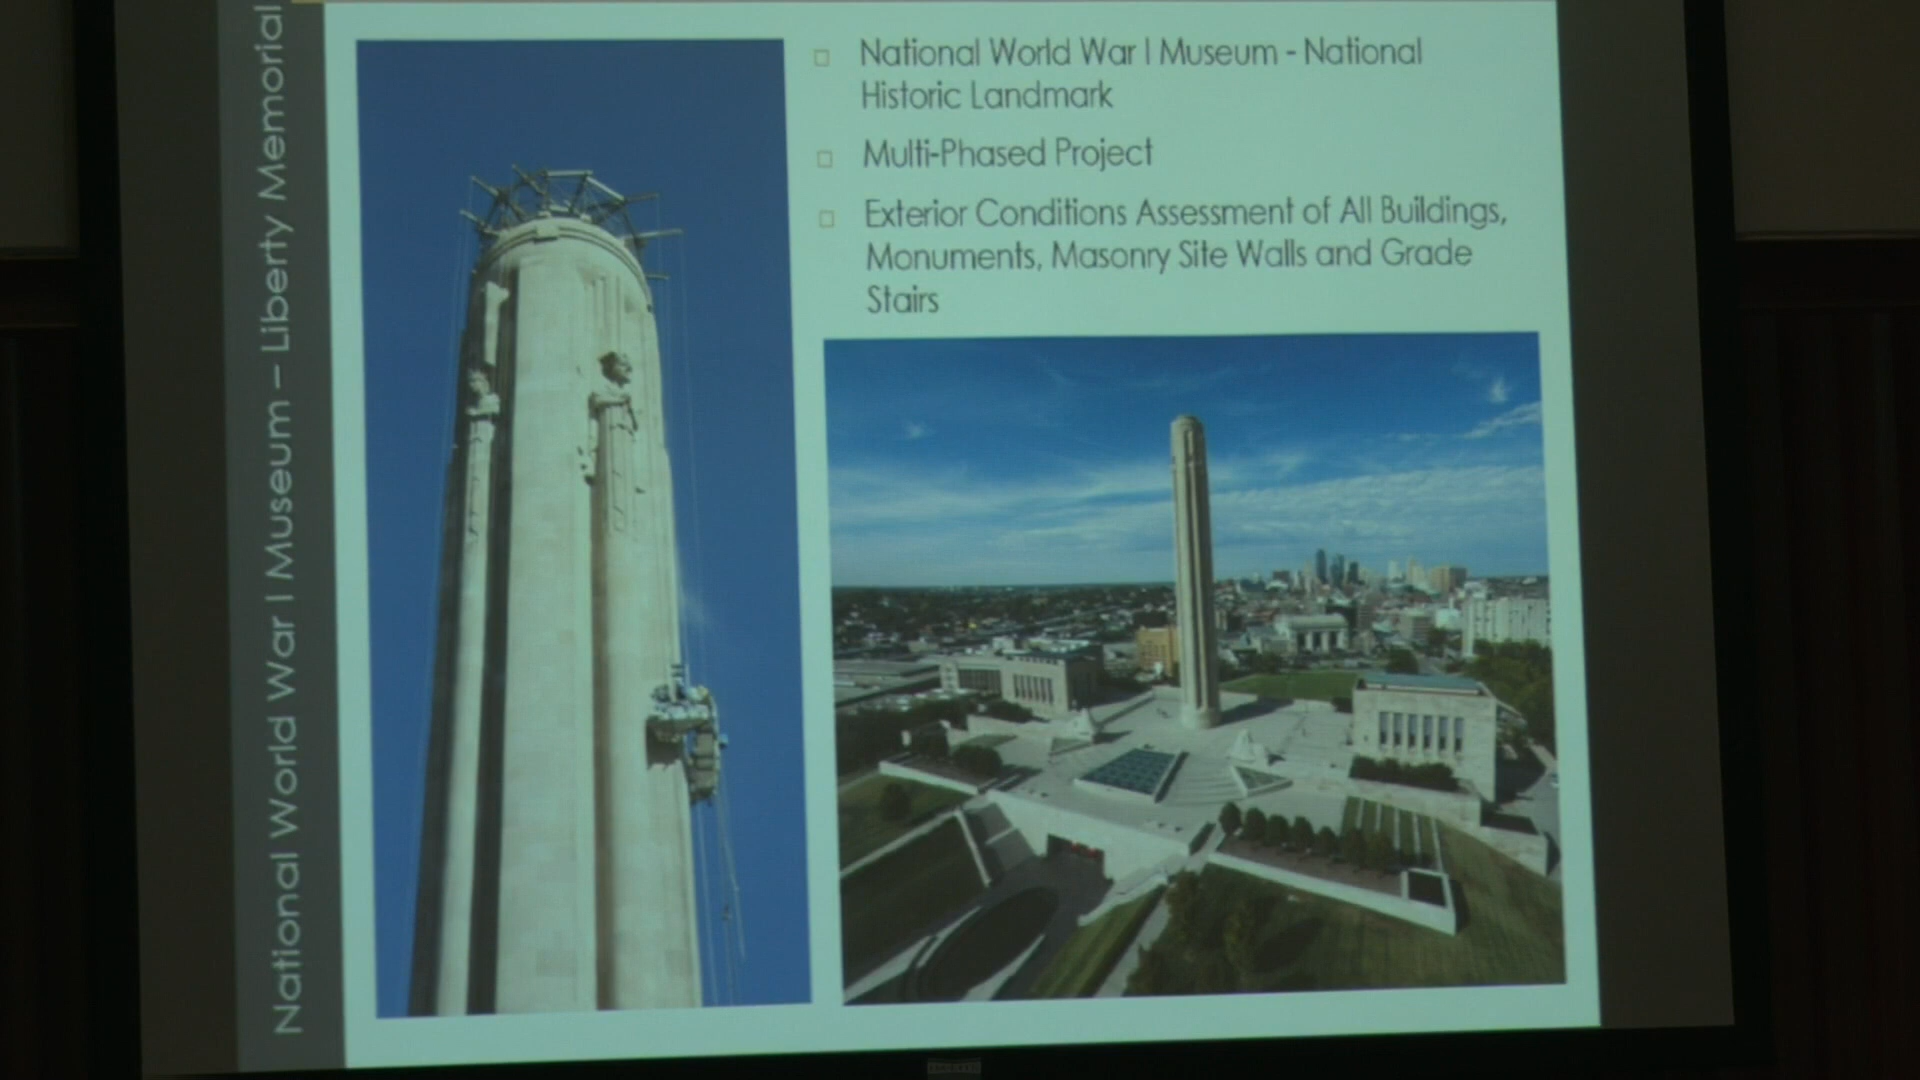 National World War I Museum – Liberty Memorial
National World War I Museum - National
Historic Landmark
Multi-Phased Project
Exterior Conditions Assessment of All Buildings,
Monuments, Masonry Site Walls and Grade
Stairs